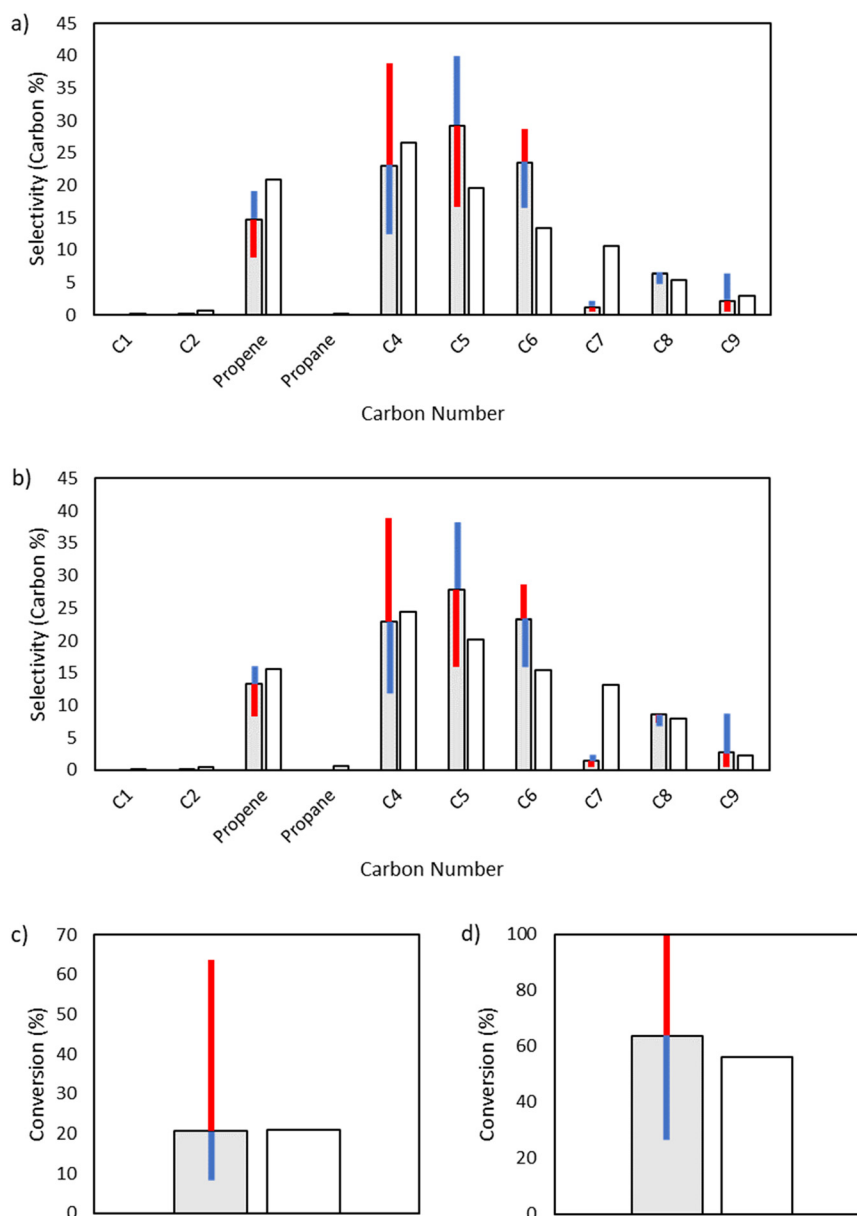 a)
Selectivity (Carbon %)
45
40
35
30
25
20
15
10
5
0
C1
C2
Propene
Propane
C4
C5
C6
C7
C8
C9
Carbon Number
b)
Selectivity (Carbon %)
45
40
35
30
25
20
15
10
5
0
C1
C2
Propene
Propane
C4
C5
C6
C7
C8
C9
Carbon Number
c)
Conversion (%)
70
60
50
40
30
20
10
0
d)
Conversion (%)
100
80
60
40
20
0